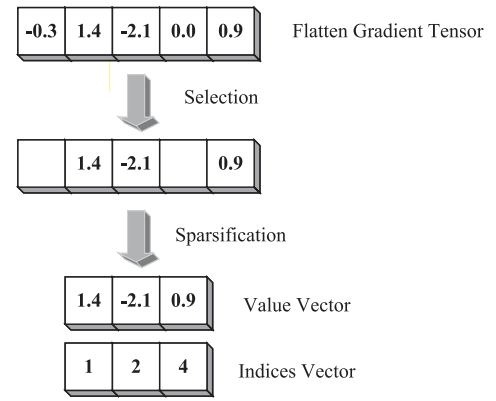 -0.3 1.4 -2.1 0.0 0.9 Flatten Gradient Tensor
Selection
1.4 -2.1 0.9
Sparsification
1.4 -2.1 0.9 Value Vector
1 2 4 Indices Vector